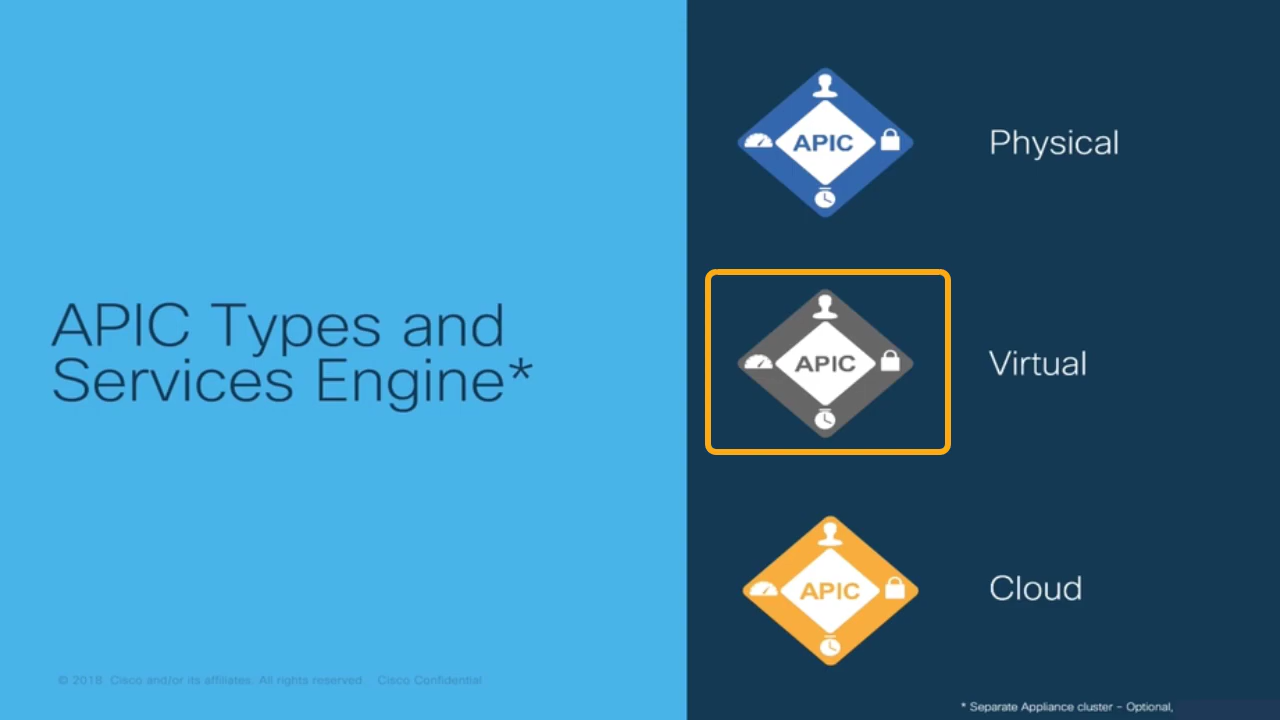 APIC Types and
Services Engine*
© 2018 Cisco and/or its affiliates. All rights reserved. Cisco Confidential
APIC
Physical
APIC
Virtual
APIC
Cloud
* Separate Appliance cluster - Optional,